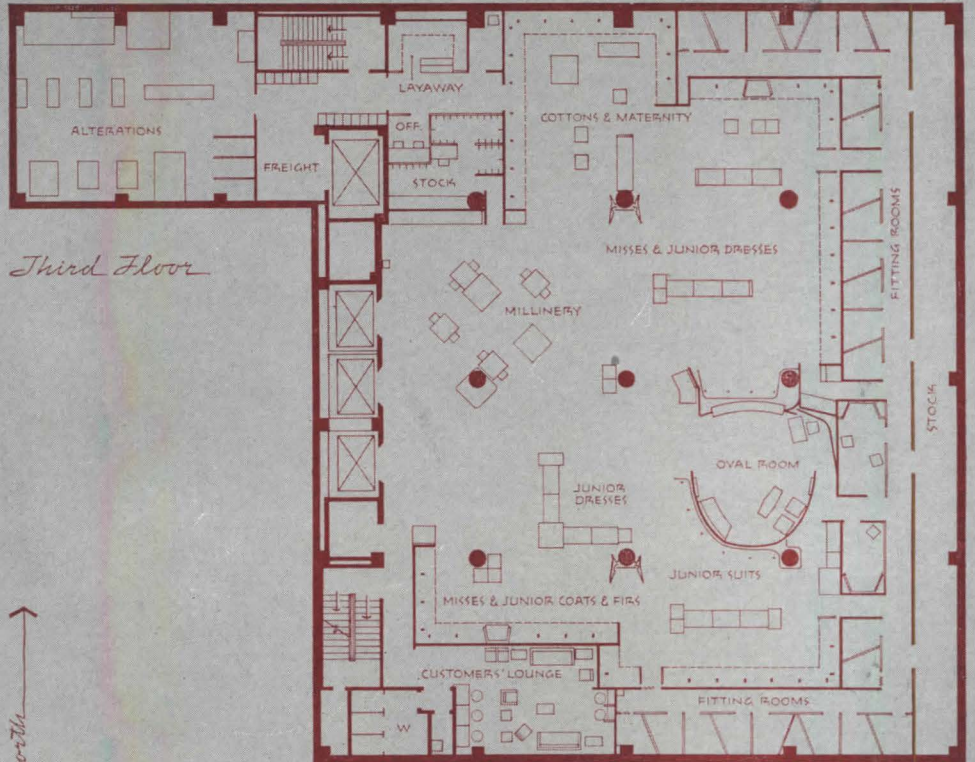 LAYAWAY
COTTONS & MATERNITY
ALTERATIONS
OFF.
FREIGHT
STOCK
MISSES & JUNIOR DRESSES
FITTING ROOMS
Third Floor
MILLINERY
STOCK
OVAL ROOM
JUNIOR
DRESSES
JUNIOR SUITS
MISSES & JUNIOR COATS & FIRS
CUSTOMERS' LOUNGE
FITTING ROOMS
W